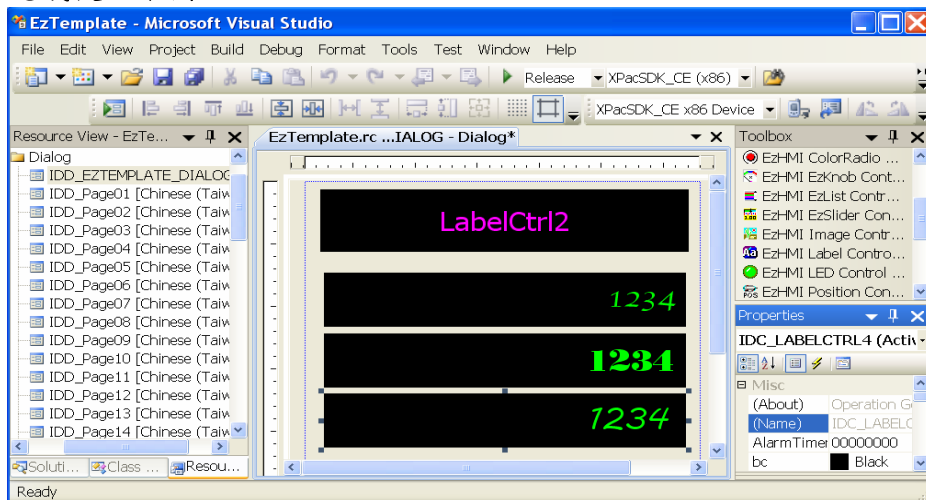 EzTemplate - Microsoft Visual Studio
File Edit View Project Build Debug Format Tools Test Window Help
Release XPacSDK_CE (x86)
XPacSDK_CE x86 Device
Resource View - EzTe...
EzTemplate.rc ...IALOG - Dialog*
Toolbox
Dialog
IDD_EZTEMPLATE_DIALOG
IDD_Page01 [Chinese (Taiw
IDD_Page02 [Chinese (Taiw
IDD_Page03 [Chinese (Taiw
IDD_Page04 [Chinese (Taiw
IDD_Page05 [Chinese (Taiw
IDD_Page06 [Chinese (Taiw
IDD_Page07 [Chinese (Taiw
IDD_Page08 [Chinese (Taiw
IDD_Page09 [Chinese (Taiw
IDD_Page10 [Chinese (Taiw
IDD_Page11 [Chinese (Taiw
IDD_Page12 [Chinese (Taiw
IDD_Page13 [Chinese (Taiw
IDD_Page14 [Chinese (Taiw
Soluti... Class ... Resou...
LabelCtrl2
1234
1234
1234
EzHMI ColorRadio ...
EzHMI EzKnob Cont...
EzHMI EzList Contr...
EzHMI EzSlider Con...
EzHMI Image Contr...
EzHMI Label Contro...
EzHMI LED Control ...
EzHMI Position Con...
Properties
IDC_LABELCTRL4 (Activ
Misc
(About) Operation G
(Name) IDC_LABELC
AlarmTimer 00000000
bc Black
Ready